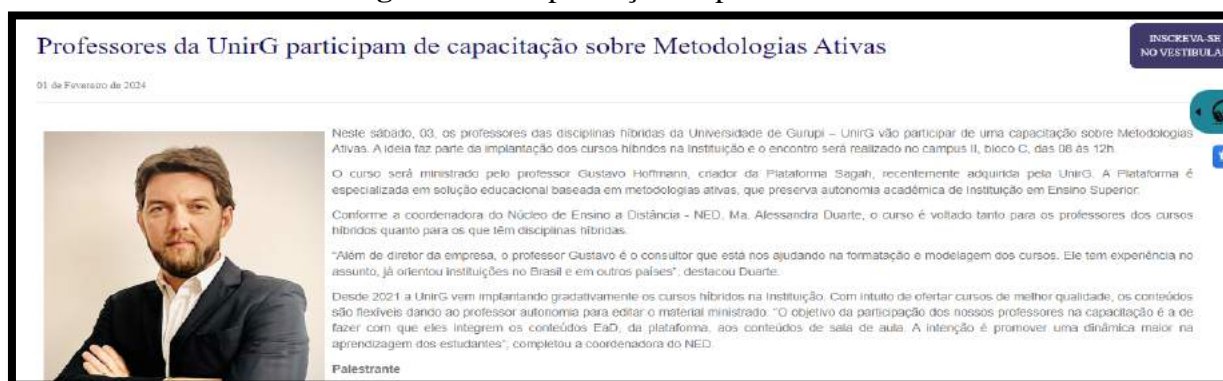 Professores da UnirG participam de capacitação sobre Metodologias Ativas
INSCREVA-SE
NO VESTIBULA
01 de Fevereiro de 2024
Neste sábado, 03, os professores das disciplinas híbridas da Universidade de Gurupi – UnirG vão participar de uma capacitação sobre Metodologias
Ativas. A ideia faz parte da implantação dos cursos híbridos na Instituição e o encontro será realizado no campus II, bloco C, das 08 às 12h.
O curso será ministrado pelo professor Gustavo Hoffmann, criador da Plataforma Sagah, recentemente adquirida pela UnirG. A Plataforma é
especializada em solução educacional baseada em metodologias ativas, que preserva autonomia acadêmica de Instituição em Ensino Superior.
Conforme a coordenadora do Núcleo de Ensino a Distância - NED, Ma. Alessandra Duarte, o curso é voltado tanto para os professores dos cursos
híbridos quanto para os que têm disciplinas híbridas.
“Além de diretor da empresa, o professor Gustavo é o consultor que está nos ajudando na formatação e modelagem dos cursos. Ele tem experiência no
assunto, já orientou instituições no Brasil e em outros países”, destacou Duarte.
Desde 2021 a UnirG vem implantando gradativamente os cursos híbridos na Instituição. Com intuito de ofertar cursos de melhor qualidade, os conteúdos
são flexíveis dando ao professor autonomia para editar o material ministrado. “O objetivo da participação dos nossos professores na capacitação é a de
fazer com que eles integrem os conteúdos EaD, da plataforma, aos conteúdos de sala de aula. A intenção é promover uma dinâmica maior na
aprendizagem dos estudantes”, completou a coordenadora do NED.
Palestrante